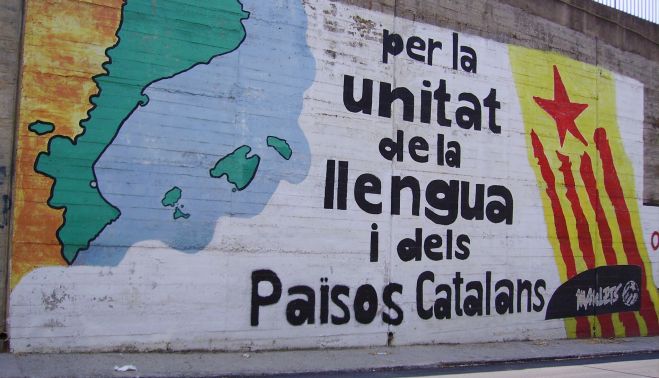 per la
unitat
de la
llengua
i dels
Països Catalans
MAULETS